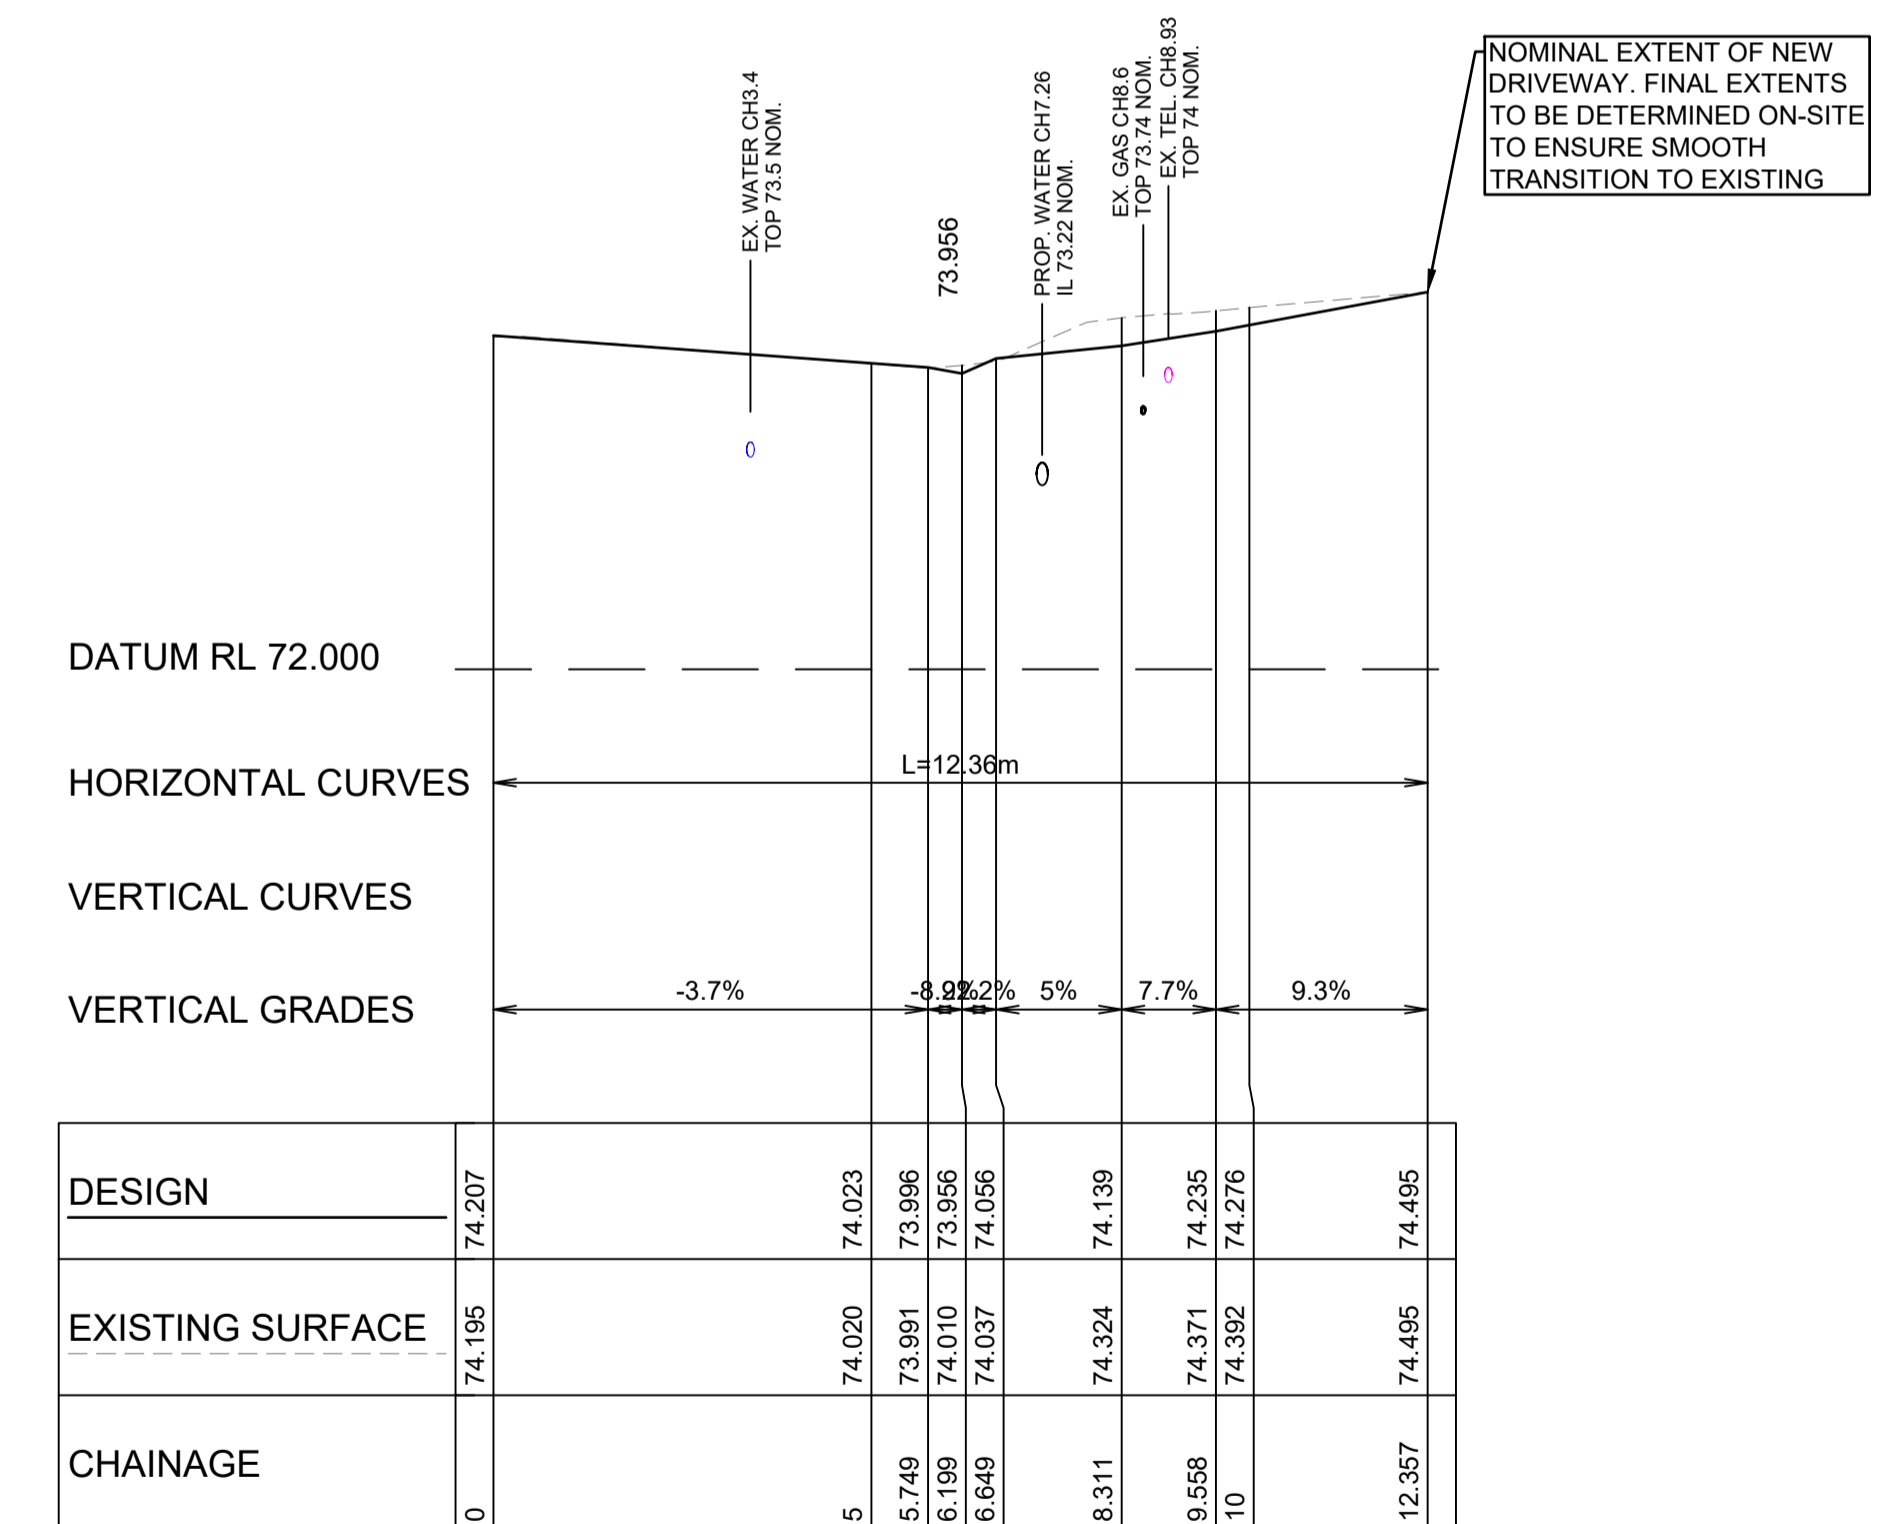 EX. WATER CH3.4
TOP 73.5 NOM.
73.956
PROP. WATER CH7.26
IL 73.22 NOM.
EX. GAS CH8.6
TOP 73.74 NOM.
EX. TEL. CH8.93
TOP 74 NOM.
NOMINAL EXTENT OF NEW
DRIVEWAY. FINAL EXTENTS
TO BE DETERMINED ON-SITE
TO ENSURE SMOOTH
TRANSITION TO EXISTING
DATUM RL 72.000
HORIZONTAL CURVES
L=12.36m
VERTICAL CURVES
VERTICAL GRADES
-3.7%
-8.9%
22.2%
5%
7.7%
9.3%
DESIGN
74.207
74.023
73.996
73.956
74.056
74.139
74.235
74.276
74.495
EXISTING SURFACE
74.195
74.020
73.991
74.010
74.037
74.324
74.371
74.392
74.495
CHAINAGE
0
5
5.749
6.199
6.649
8.311
9.558
10
12.357